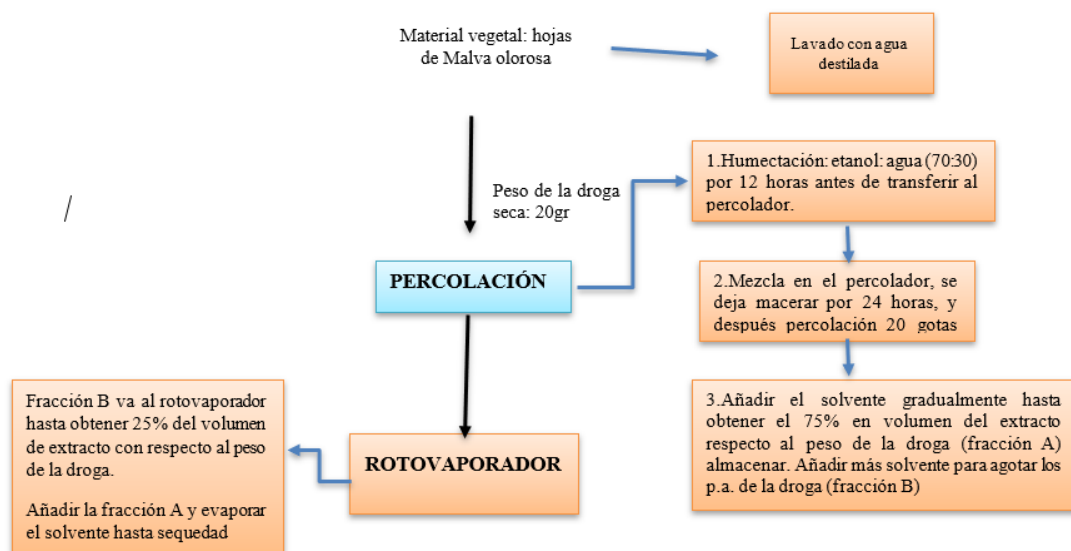 Material vegetal: hojas
de Malva olorosa
Lavado con agua
destilada
/
Peso de la droga
seca: 20gr
1.Humectación: etanol: agua (70:30)
por 12 horas antes de transferir al
percolador.
PERCOLACIÓN
2.Mezcla en el percolador, se
deja macerar por 24 horas, y
después percolación 20 gotas
3.Añadir el solvente gradualmente hasta
obtener el 75% en volumen del extracto
respecto al peso de la droga (fracción A)
almacenar. Añadir más solvente para agotar los
p.a. de la droga (fracción B)
ROTOVAPORADOR
Fracción B va al rotovaporador
hasta obtener 25% del volumen
de extracto con respecto al peso
de la droga.
Añadir la fracción A y evaporar
el solvente hasta sequedad